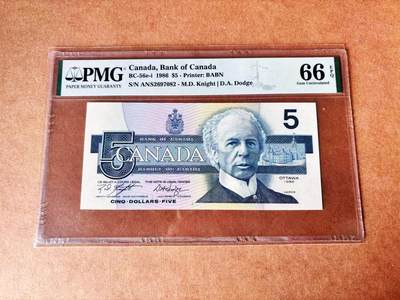 PMG
PAPER MONEY GUARANTY
Canada, Bank of Canada
BC-56e-i 1986 $5 - Printer: BABN
S/N ANS2697082 - M.D. Knight | D.A. Dodge
66 EPQ
Gem Uncirculated
BANK OF CANADA
5
5
CANADA
BANQUE DU CANADA
OTTAWA
1986
CINQ•DOLLARS•FIVE